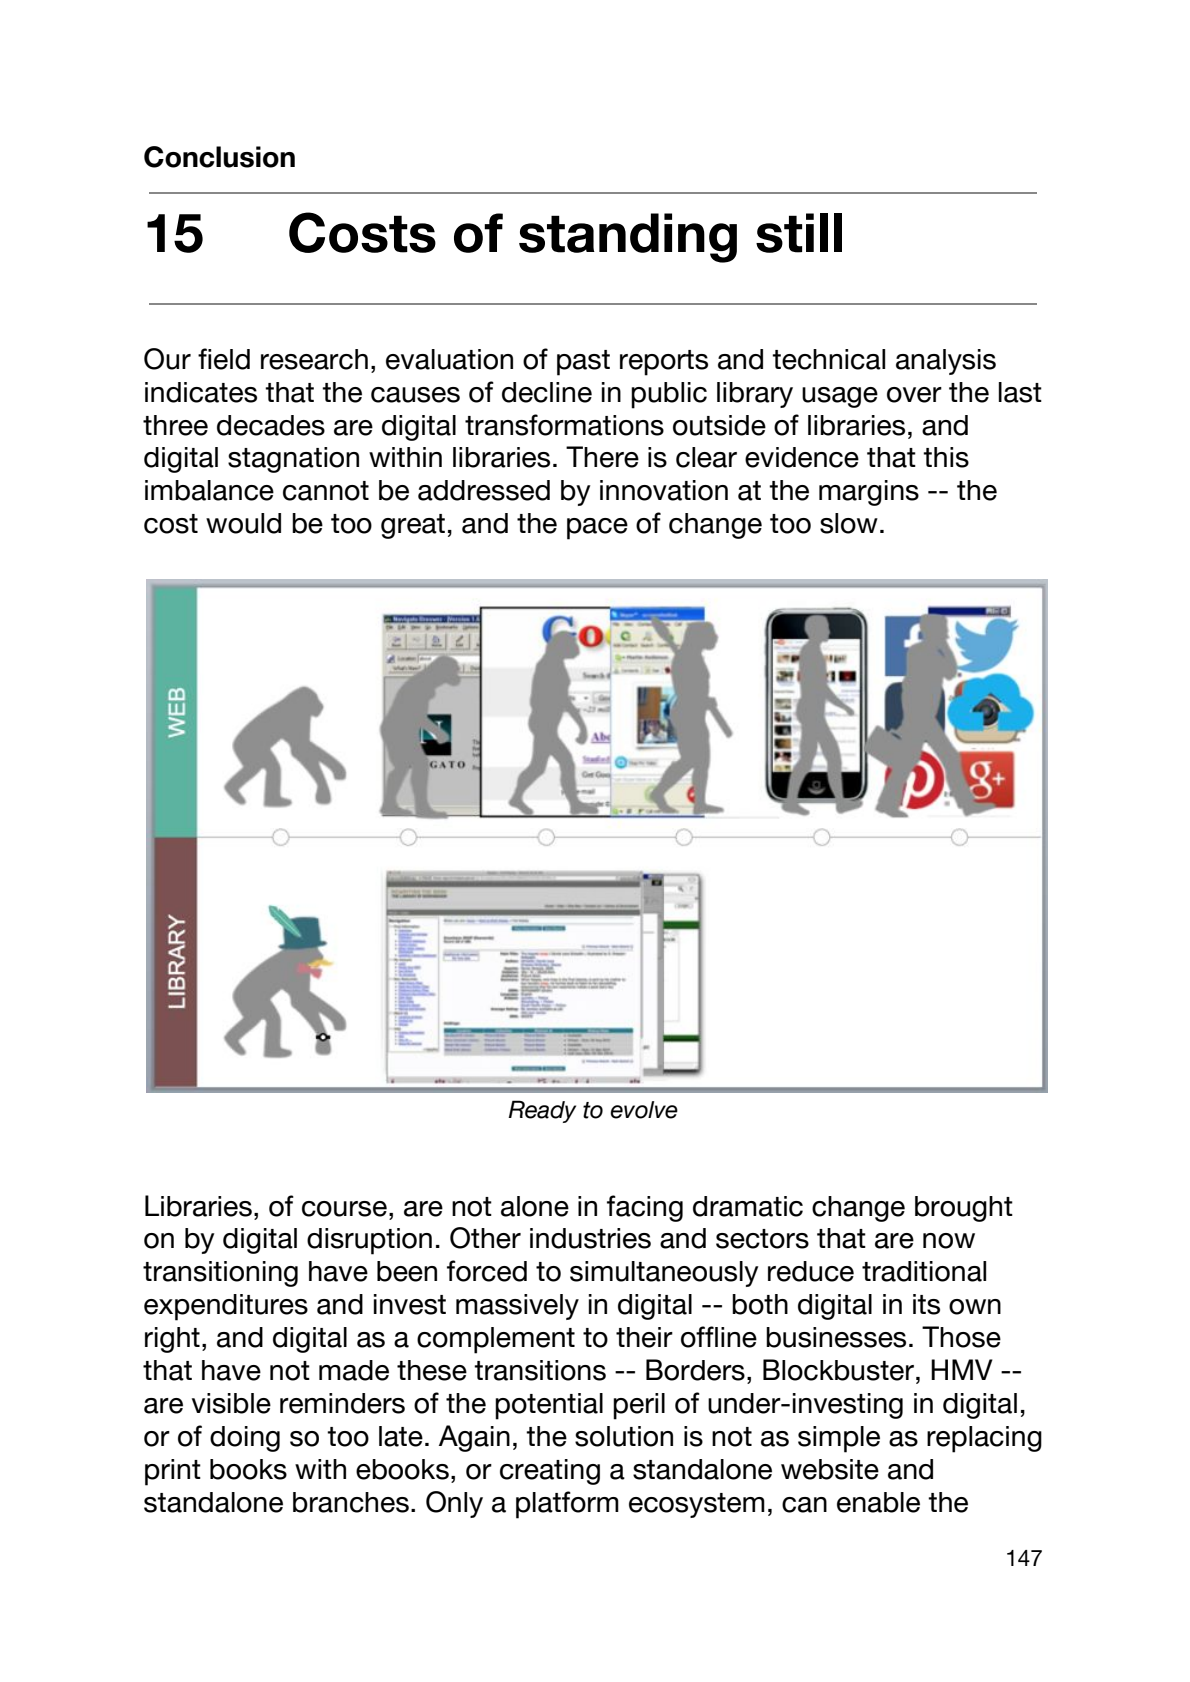 Conclusion
15 Costs of standing still
Our field research, evaluation of past reports and technical analysis
indicates that the causes of decline in public library usage over the last
three decades are digital transformations outside of libraries, and
digital stagnation within libraries. There is clear evidence that this
imbalance cannot be addressed by innovation at the margins -- the
cost would be too great, and the pace of change too slow.
WEB
GATO
Goo
Search
g+
LIBRARY
Ready to evolve
Libraries, of course, are not alone in facing dramatic change brought
on by digital disruption. Other industries and sectors that are now
transitioning have been forced to simultaneously reduce traditional
expenditures and invest massively in digital -- both digital in its own
right, and digital as a complement to their offline businesses. Those
that have not made these transitions -- Borders, Blockbuster, HMV --
are visible reminders of the potential peril of under-investing in digital,
or of doing so too late. Again, the solution is not as simple as replacing
print books with ebooks, or creating a standalone website and
standalone branches. Only a platform ecosystem, can enable the
147